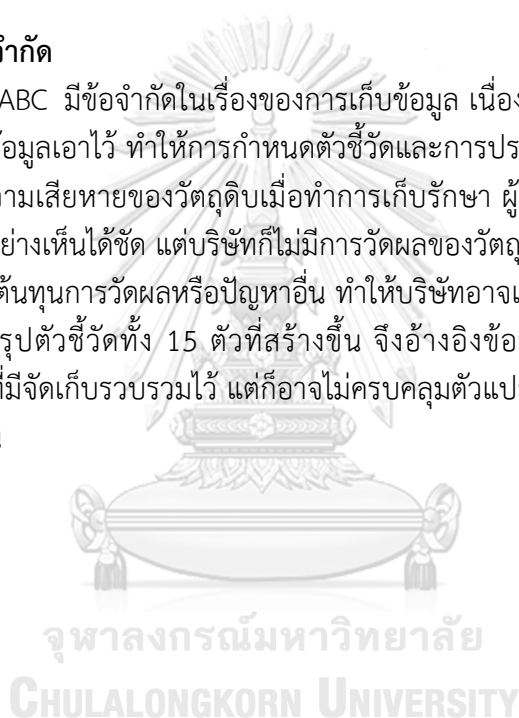 จำกัด
ABC มีข้อจำกัดในเรื่องของการเก็บข้อมูล เนื่อง
ข้อมูลเอาไว้ ทำให้การกำหนดตัวชี้วัดและการประ
วามเสียหายของวัตถุดิบเมื่อทำการเก็บรักษา ผู้
ย่างเห็นได้ชัด แต่บริษัทก็ไม่มีการวัดผลของวัตถุ
ต้นทุนการวัดผลหรือปัญหาอื่น ทำให้บริษัทอาจเ
รุปตัวชี้วัดทั้ง 15 ตัวที่สร้างขึ้น จึงอ้างอิงข้อ
ที่มีจัดเก็บรวบรวมไว้ แต่ก็อาจไม่ครบคลุมตัวแป
จุฬาลงกรณ์มหาวิทยาลัย
CHULALONGKORN UNIVERSITY